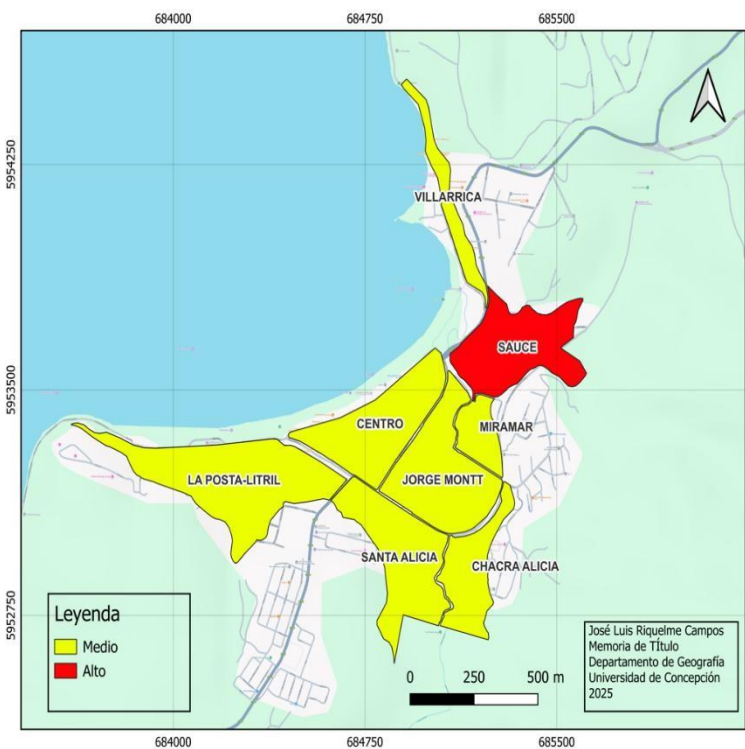 684000
684750
685500
5954250
VILLARRICA
SAUCE
5953500
CENTRO
MIRAMAR
LA POSTA-LITRIL
JORGE MONTT
SANTA ALICIA
CHACRA ALICIA
5952750
Leyenda
Medio
Alto
0 250 500 m
José Luis Riquelme Campos
Memoria de Título
Departamento de Geografía
Universidad de Concepción
2025
684000
684750
685500